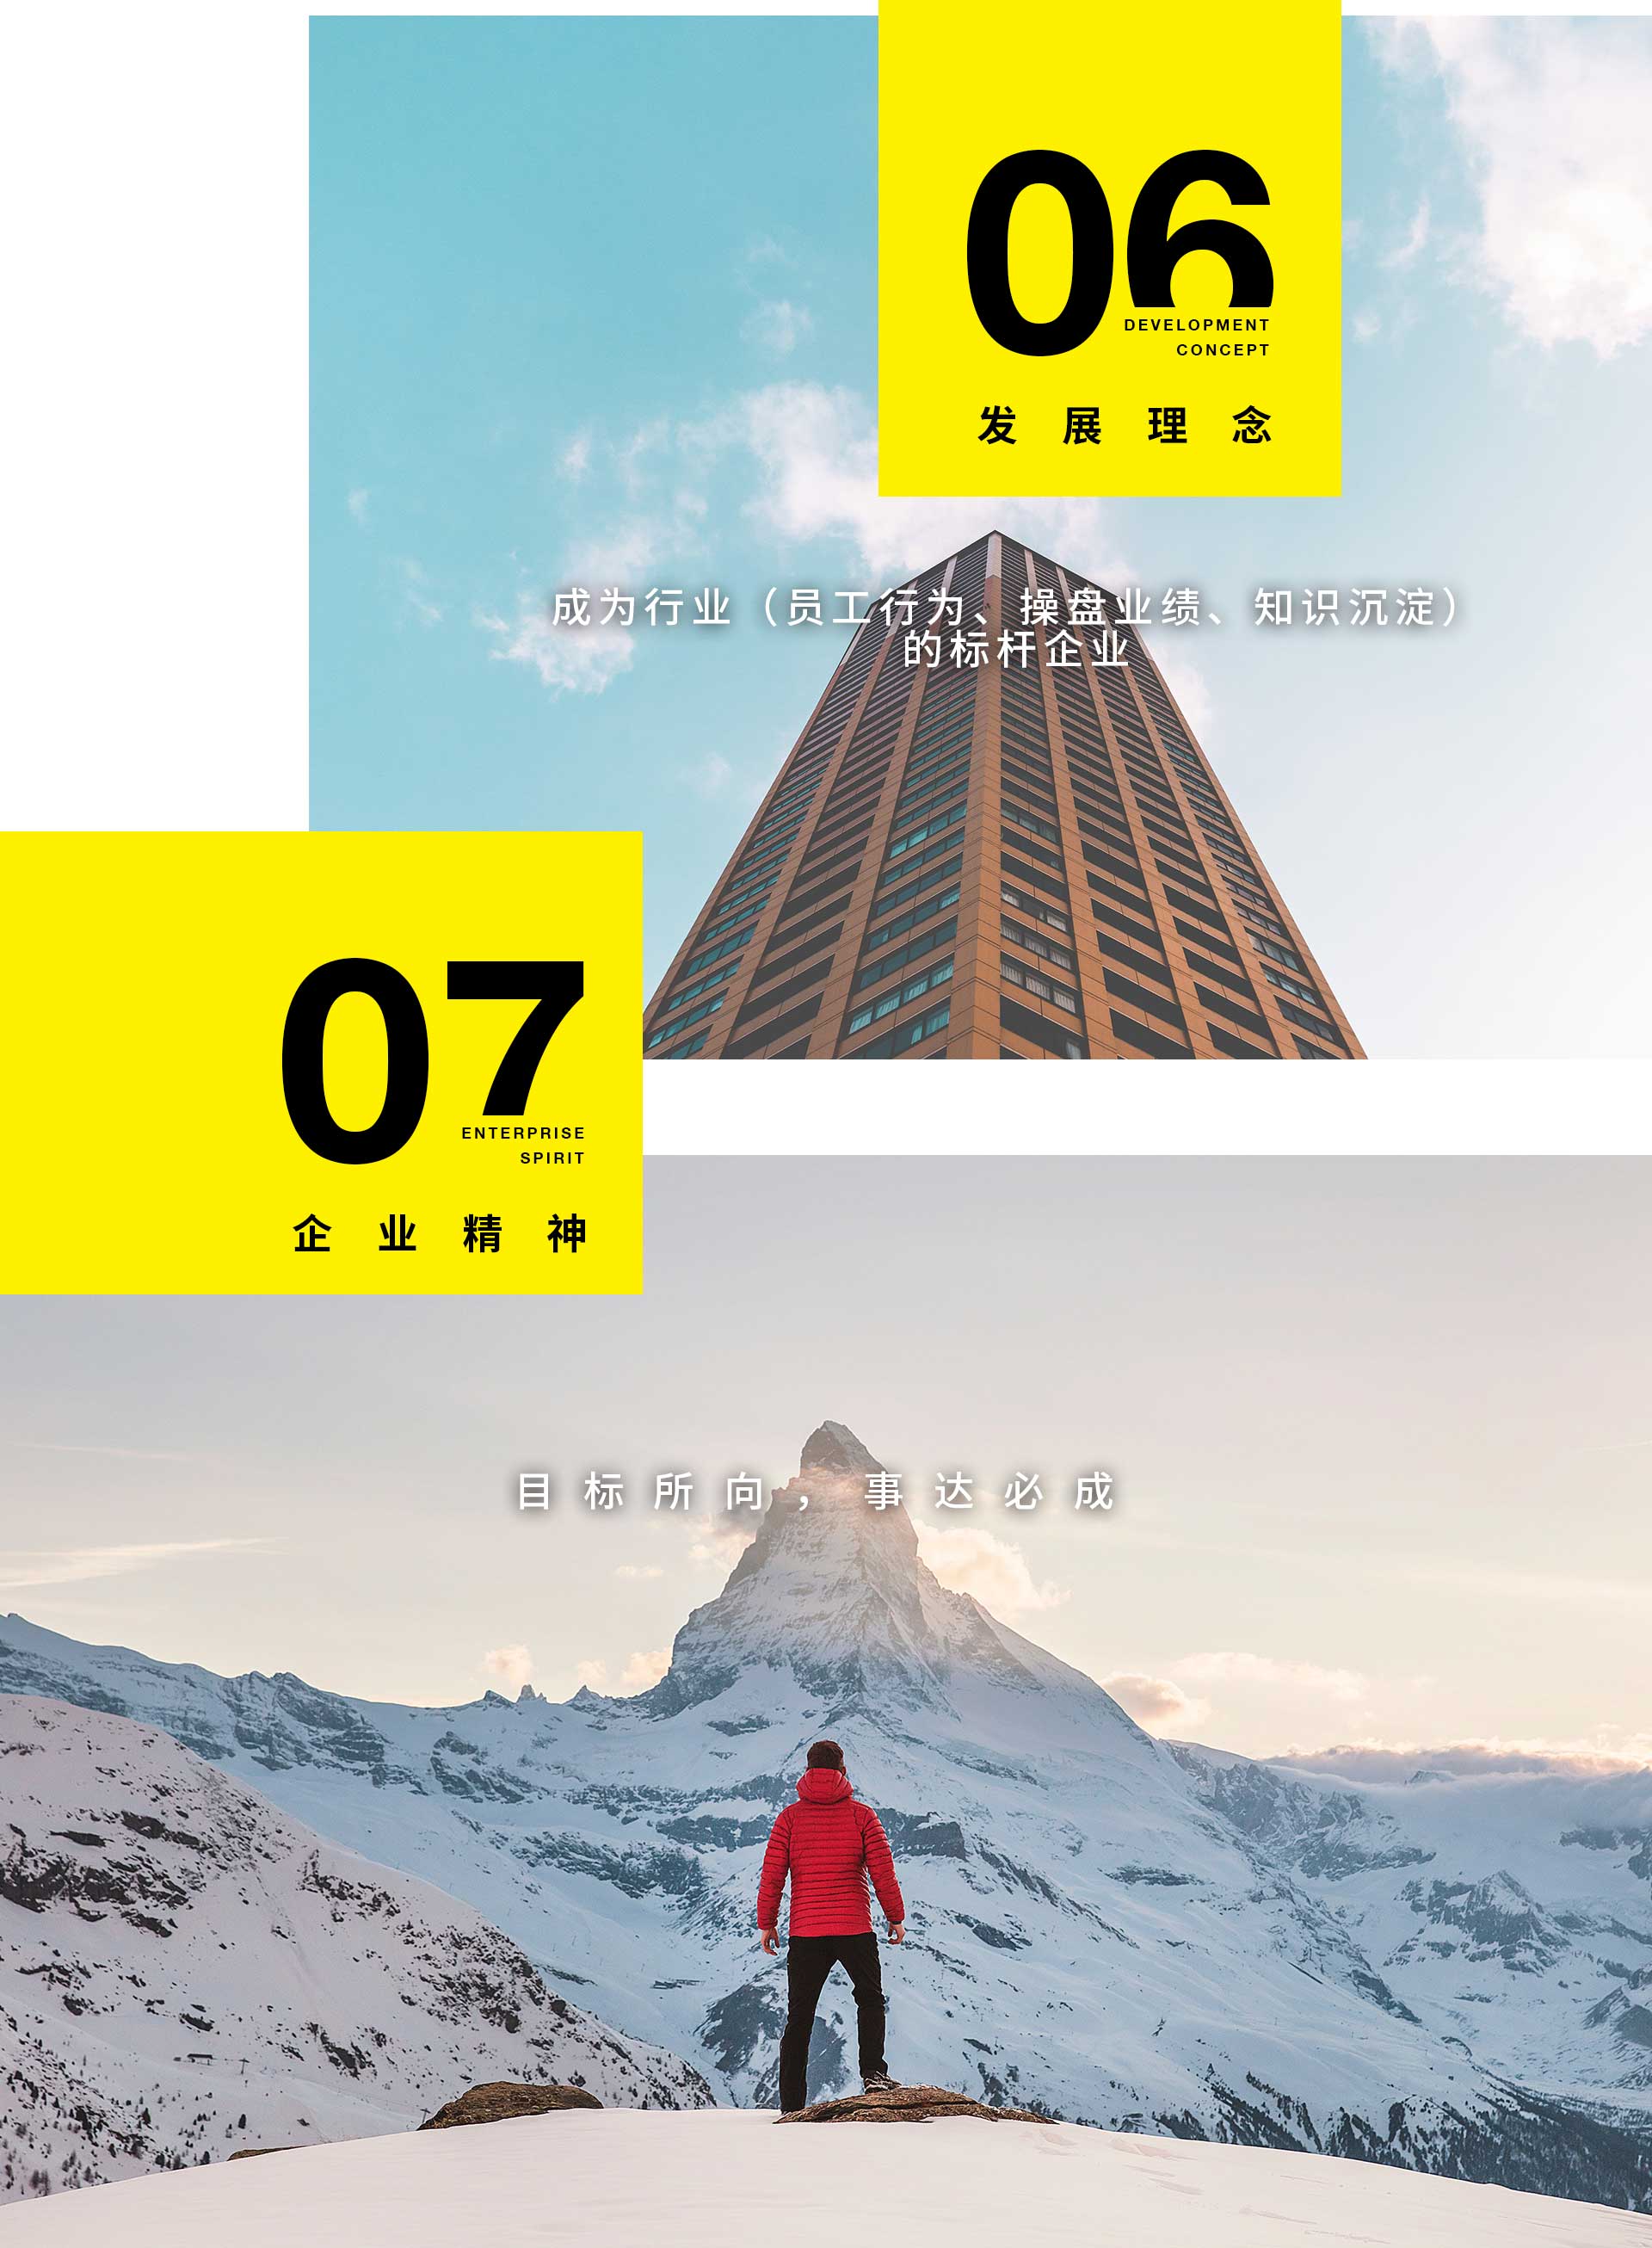 06
DEVELOPMENT
CONCEPT
发展理念
成为行业（员工行为、操盘业绩、知识沉淀）
的标杆企业
07
ENTERPRISE
SPIRIT
企业精神
目标所向，事达必成